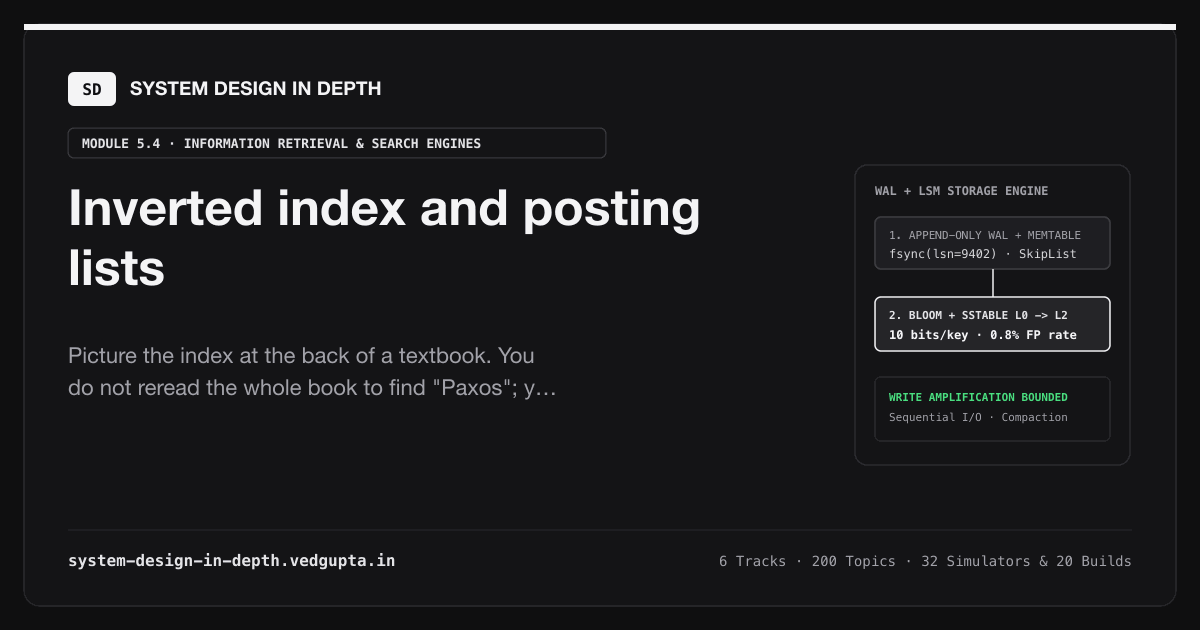 SD
SYSTEM DESIGN IN DEPTH
MODULE 5.4 · INFORMATION RETRIEVAL & SEARCH ENGINES
Inverted index and posting
lists
Picture the index at the back of a textbook. You
do not reread the whole book to find "Paxos"; y…
WAL + LSM STORAGE ENGINE
1. APPEND-ONLY WAL + MEMTABLE
fsync(lsn=9402) · SkipList
2. BLOOM + SSTABLE L0 -> L2
10 bits/key · 0.8% FP rate
WRITE AMPLIFICATION BOUNDED
Sequential I/O · Compaction
system-design-in-depth.vedgupta.in
6 Tracks · 200 Topics · 32 Simulators & 20 Builds